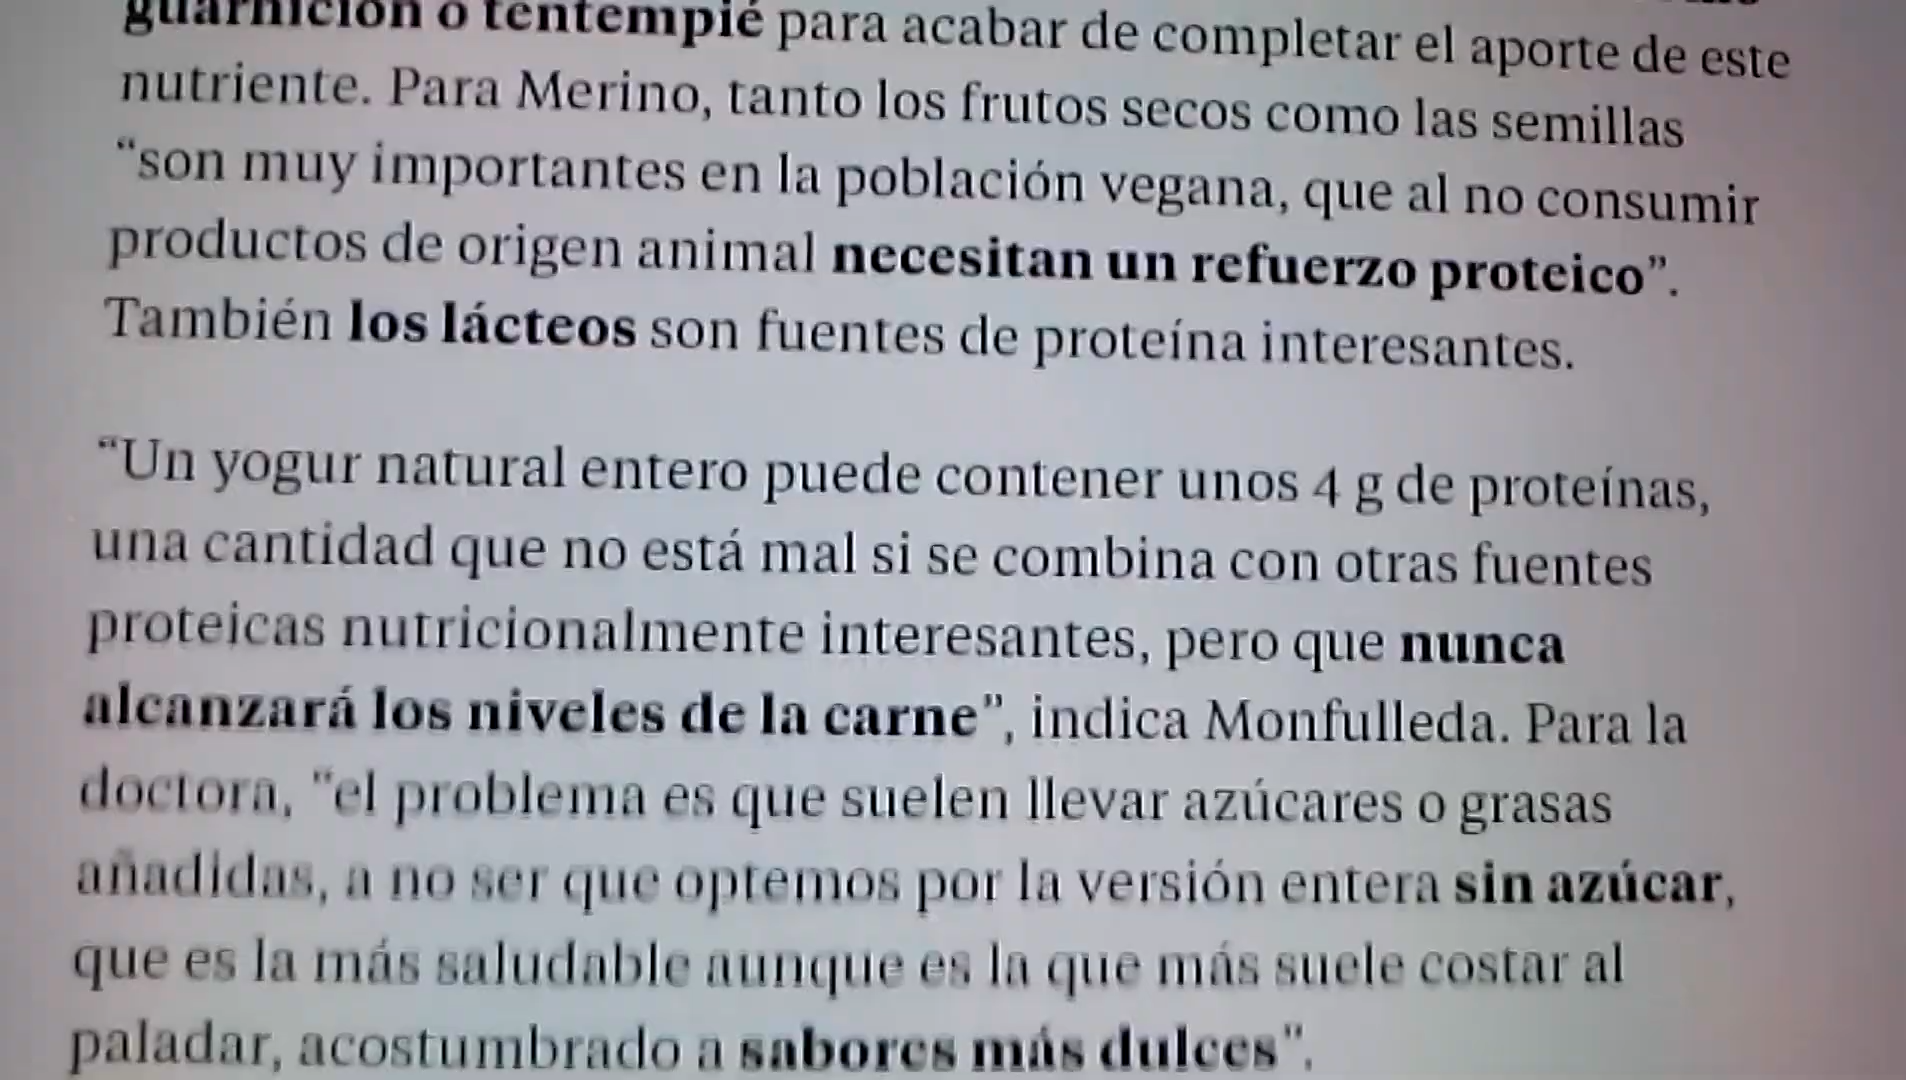 guarnición o tentempié para acabar de completar el aporte de este
nutriente. Para Merino, tanto los frutos secos como las semillas
“son muy importantes en la población vegana, que al no consumir
productos de origen animal necesitan un refuerzo proteico”.
También los lácteos son fuentes de proteína interesantes.
“Un yogur natural entero puede contener unos 4 g de proteínas,
una cantidad que no está mal si se combina con otras fuentes
proteicas nutricionalmente interesantes, pero que nunca
alcanzará los niveles de la carne”, indica Monfulleda. Para la
doctora, “el problema es que suelen llevar azúcares o grasas
añadidas, a no ser que optemos por la versión entera sin azúcar,
que es la más saludable aunque es la que más suele costar al
paladar, acostumbrado a sabores más dulces”.